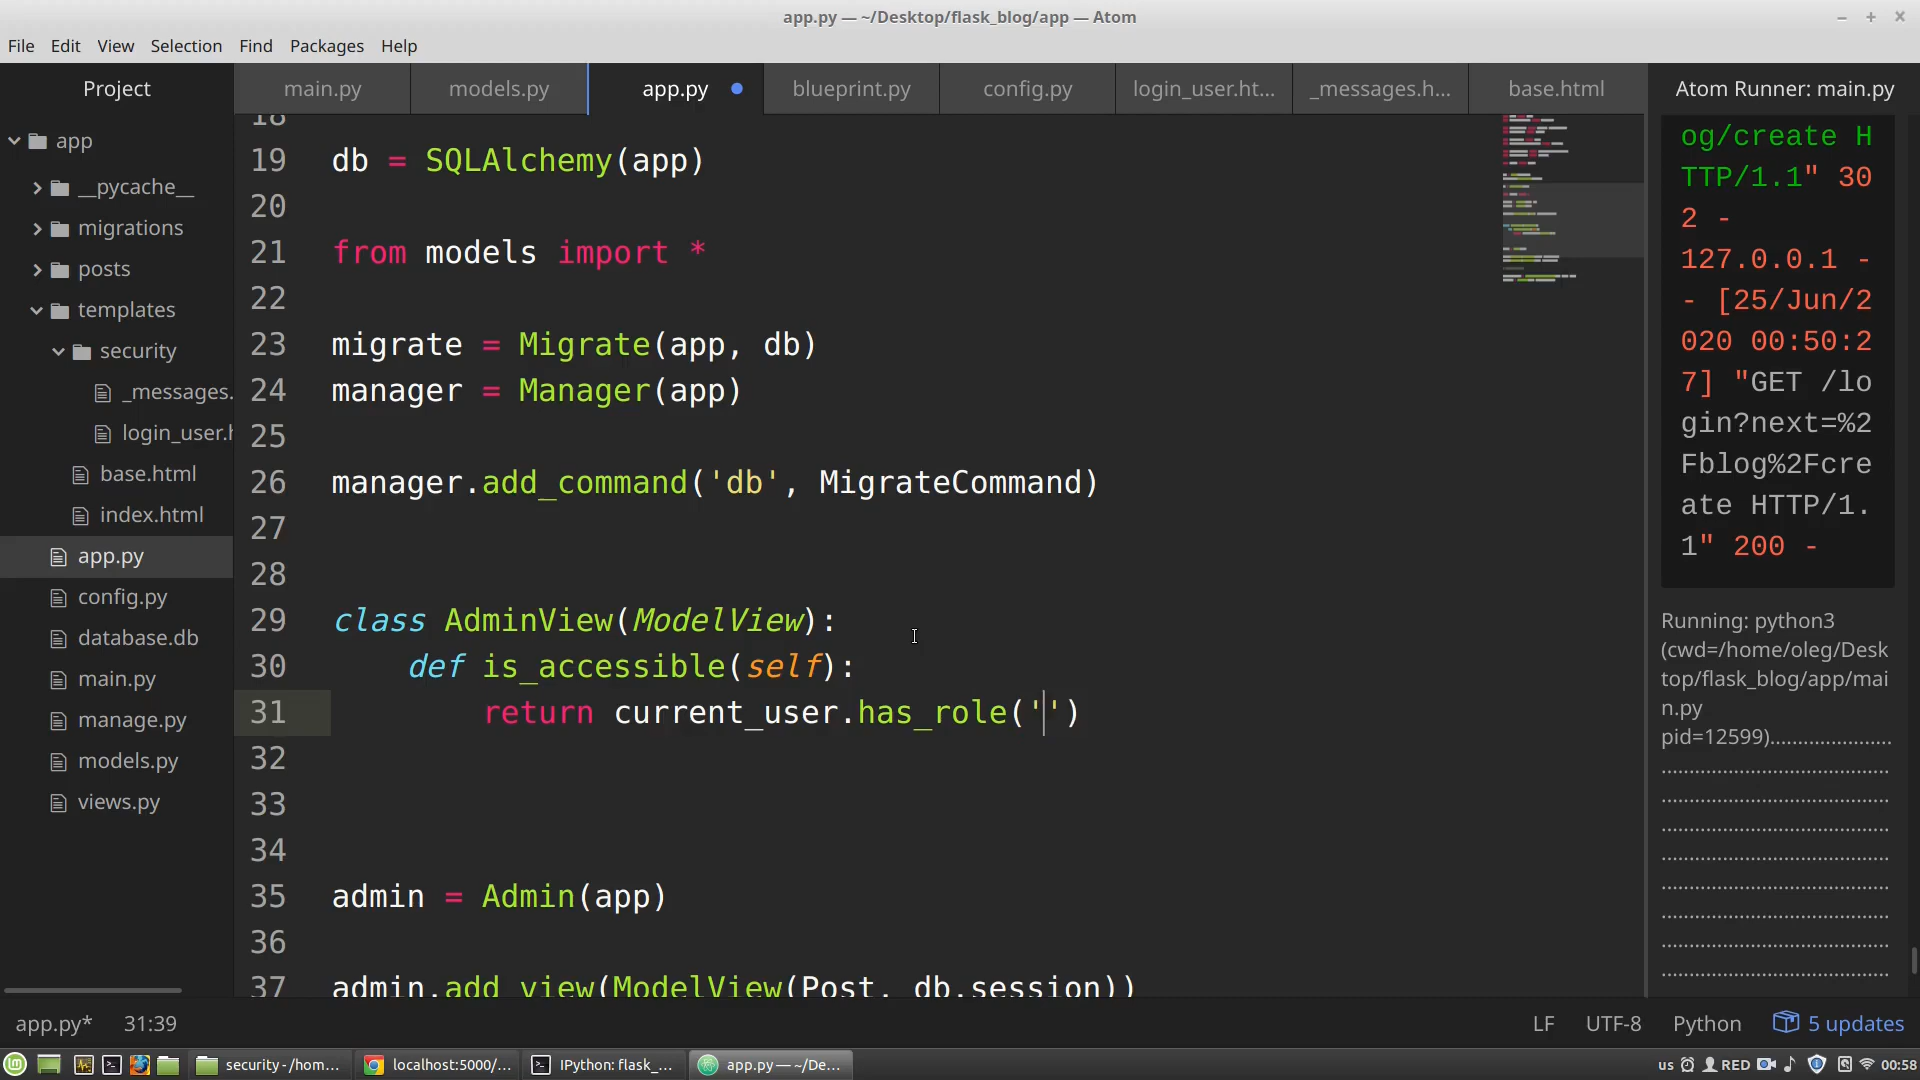 app.py — ~/Desktop/flask_blog/app — Atom
File Edit View Selection Find Packages Help
Project
main.py
models.py
app.py
blueprint.py
config.py
login_user.ht...
_messages.h...
base.html
Atom Runner: main.py
app
__pycache__
migrations
posts
templates
security
_messages.
login_user.h
base.html
index.html
app.py
config.py
database.db
main.py
manage.py
models.py
views.py
18
19 db = SQLAlchemy(app)
20
21 from models import *
22
23 migrate = Migrate(app, db)
24 manager = Manager(app)
25
26 manager.add_command('db', MigrateCommand)
27
28
29 class AdminView(ModelView):
30 def is_accessible(self):
31 return current_user.has_role('')
32
33
34
35 admin = Admin(app)
36
37 admin.add_view(ModelView(Post, db.session))
og/create H
TTP/1.1" 30
2 -
127.0.0.1 -
- [25/Jun/2
020 00:50:2
7] "GET /lo
gin?next=%2
Fblog%2Fcre
ate HTTP/1.
1" 200 -
Running: python3
(cwd=/home/oleg/Desk
top/flask_blog/app/mai
n.py
pid=12599)......................
.......................................
.......................................
.......................................
.......................................
.......................................
.......................................
.......................................
.......................................
app.py* 31:39
LF UTF-8 Python 5 updates
security - /hom...
localhost:5000/...
IPython: flask_...
app.py — ~/De...
us RED 00:58